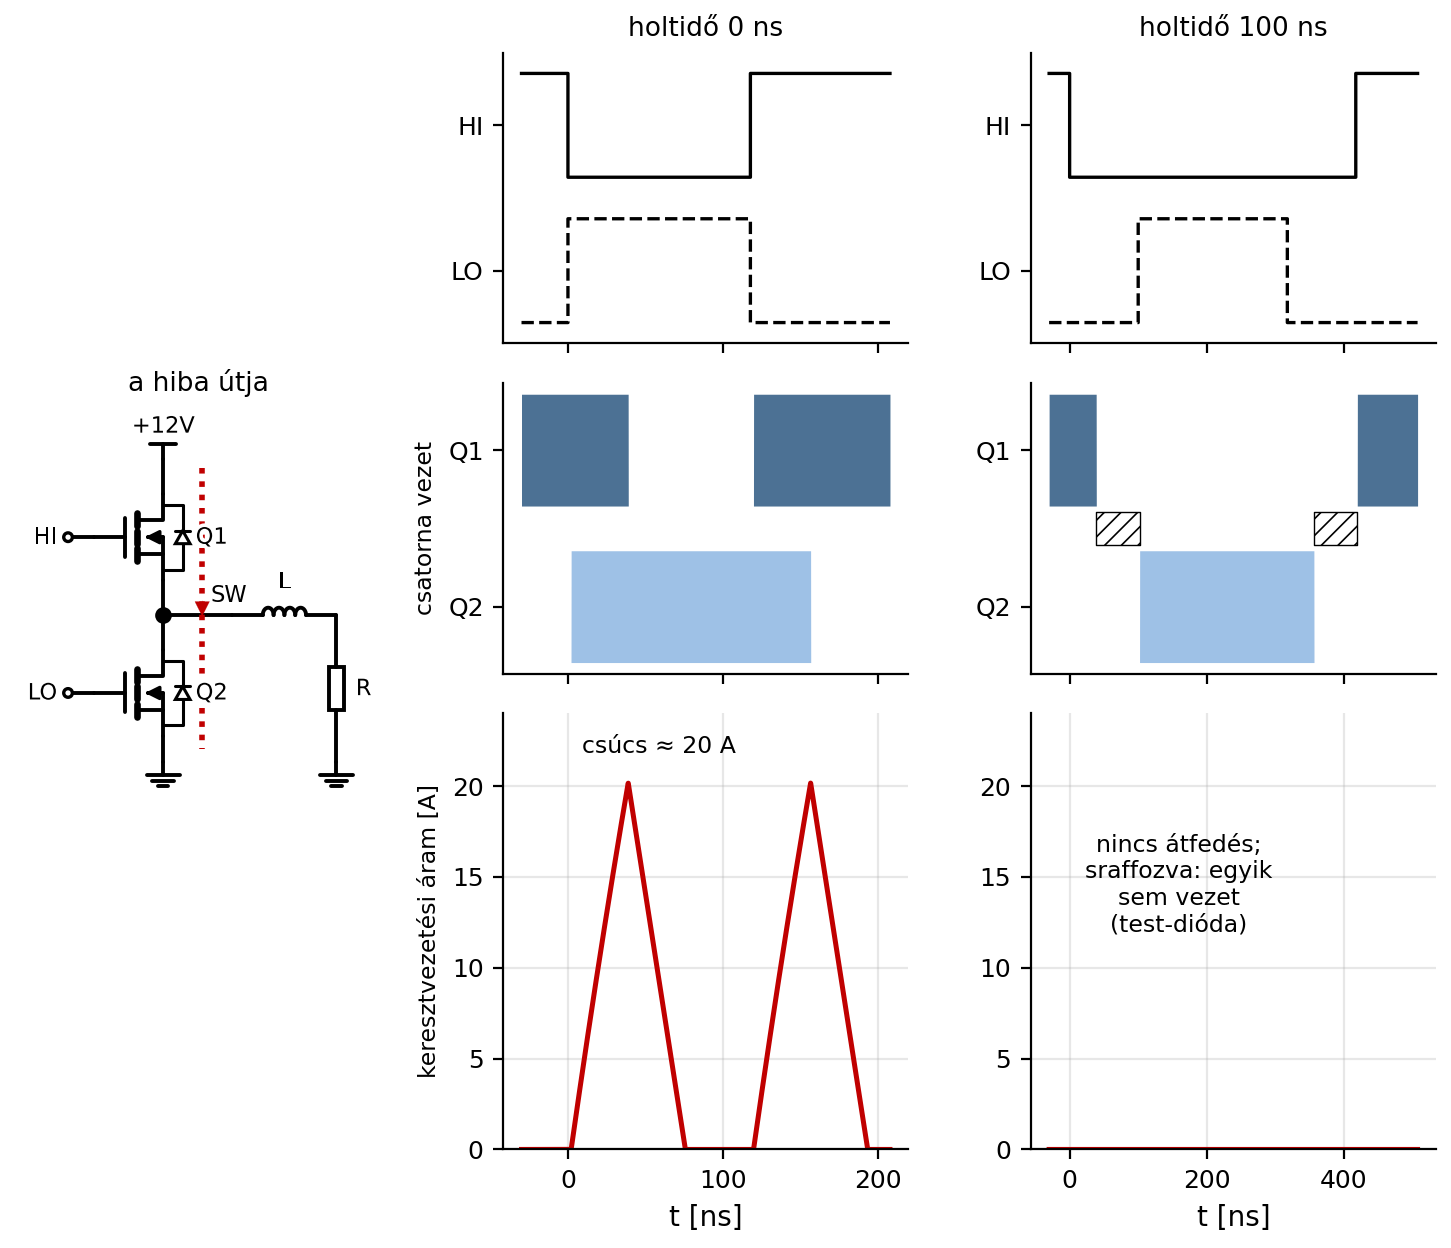 a hiba útja
+12V
HI
Q1
SW
L
LO
Q2
R
holtidő 0 ns
HI
LO
holtidő 100 ns
HI
LO
csatorna vezet
Q1
Q2
Q1
Q2
keresztvezetési áram [A]
csúcs ≈ 20 A
20
15
10
5
0
0
100
200
t [ns]
nincs átfedés;
sraffozva: egyik
sem vezet
(test-dióda)
20
15
10
5
0
0
200
400
t [ns]